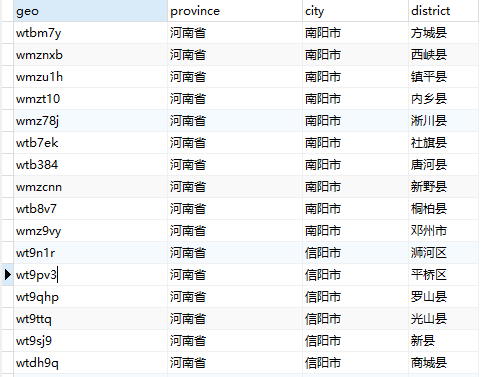 geo province city district
wtbm7y 河南省 南阳市 方城县
wmznxb 河南省 南阳市 西峡县
wmzu1h 河南省 南阳市 镇平县
wmzt10 河南省 南阳市 内乡县
wmz78j 河南省 南阳市 淅川县
wtb7ek 河南省 南阳市 社旗县
wtb384 河南省 南阳市 唐河县
wmzcnn 河南省 南阳市 新野县
wtb8v7 河南省 南阳市 桐柏县
wmz9vy 河南省 南阳市 邓州市
wt9n1r 河南省 信阳市 浉河区
wt9pv3 河南省 信阳市 平桥区
wt9qhp 河南省 信阳市 罗山县
wt9ttq 河南省 信阳市 光山县
wt9sj9 河南省 信阳市 新县
wtdh9q 河南省 信阳市 商城县